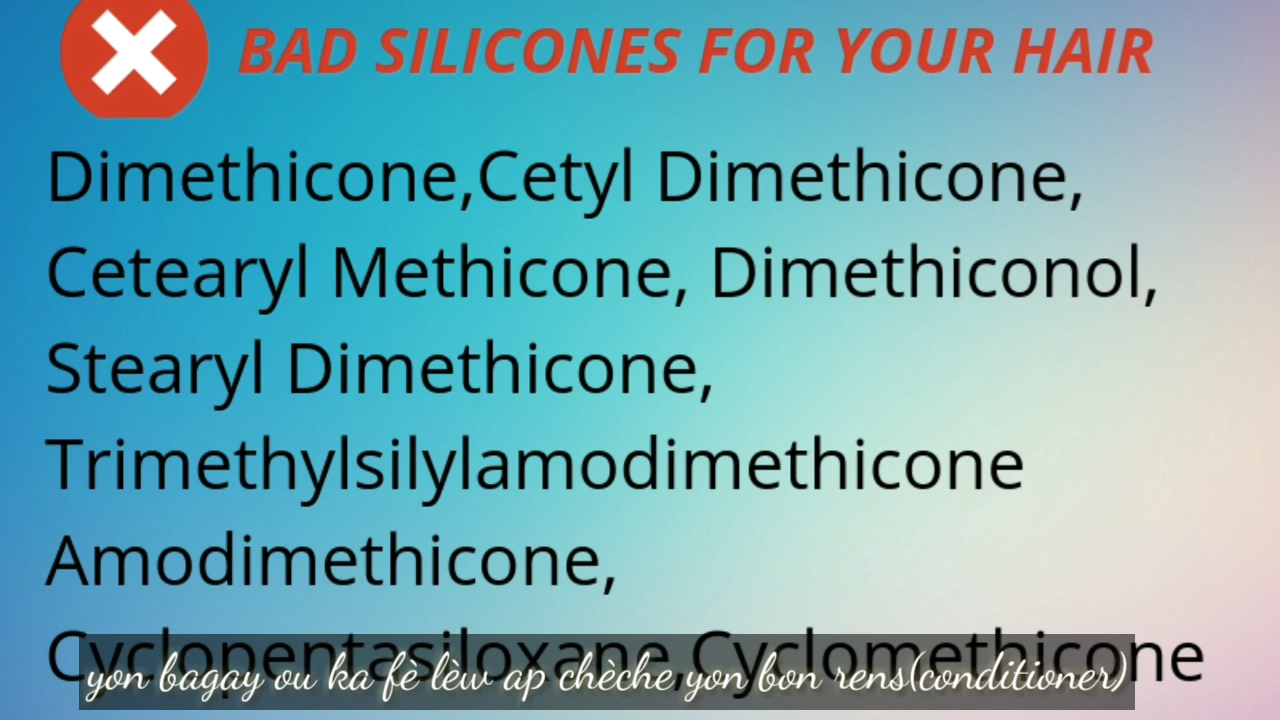 BAD SILICONES FOR YOUR HAIR
Dimethicone,Cetyl Dimethicone,
Cetearyl Methicone, Dimethiconol,
Stearyl Dimethicone,
Trimethylsilylamodimethicone
Amodimethicone,
Cyclopentasiloxane,Cyclomethicone
yon bagay ou ka fè lèw ap chèche yon bon rens(conditioner)